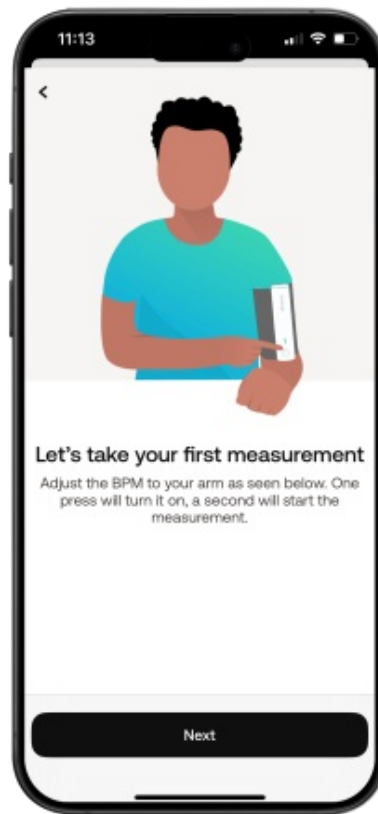 11:13
Let's take your first measurement
Adjust the BPM to your arm as seen below. One
press will turn it on, a second will start the
measurement.
Next